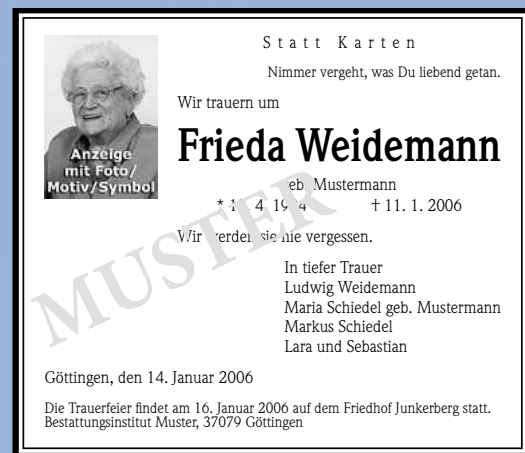 Statt Karten
Nimmer vergeht, was Du liebend getan.
Anzeige
mit Foto/
Motiv/Symbol
Wir trauern um
Frieda Weidemann
geb. Mustermann
† 11. 1. 2006
Wir werden sie nie vergessen.
In tiefer Trauer
Ludwig Weidemann
Maria Schiedel geb. Mustermann
Markus Schiedel
Lara und Sebastian
MUSTER
Göttingen, den 14. Januar 2006
Die Trauerfeier findet am 16. Januar 2006 auf dem Friedhof Junkerberg statt.
Bestattungsinstitut Muster, 37079 Göttingen